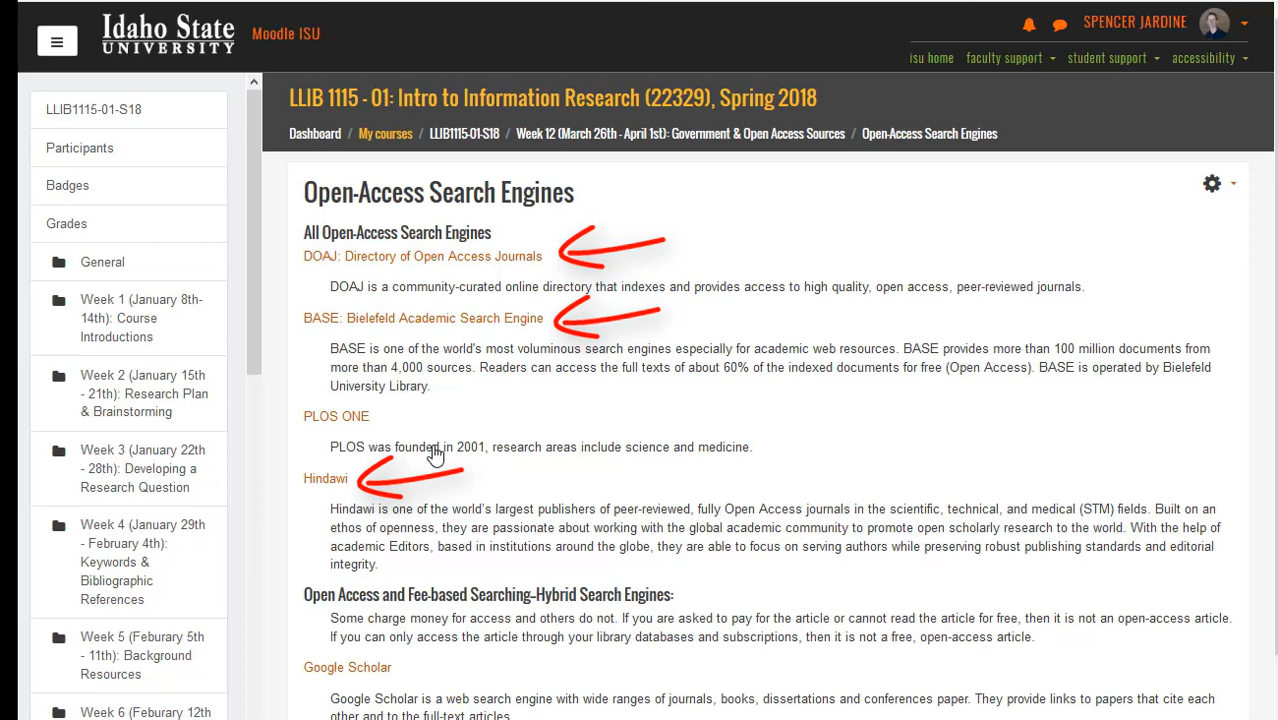 Idaho State
UNIVERSITY
Moodle ISU
SPENCER JARDINE
isu home faculty support student support accessibility
LLIB 1115 - 01: Intro to Information Research (22329), Spring 2018
Dashboard / My courses / LLIB1115-01-S18 / Week 12 (March 26th - April 1st): Government & Open Access Sources / Open-Access Search Engines
LLIB1115-01-S18
Participants
Badges
Grades
General
Week 1 (January 8th-
14th): Course
Introductions
Week 2 (January 15th
- 21th): Research Plan
& Brainstorming
Week 3 (January 22th
- 28th): Developing a
Research Question
Week 4 (January 29th
- February 4th):
Keywords &
Bibliographic
References
Week 5 (Feburary 5th
- 11th): Background
Resources
Week 6 (Feburary 12th
Open-Access Search Engines
All Open-Access Search Engines
DOAJ: Directory of Open Access Journals
DOAJ is a community-curated online directory that indexes and provides access to high quality, open access, peer-reviewed journals.
BASE: Bielefeld Academic Search Engine
BASE is one of the world's most voluminous search engines especially for academic web resources. BASE provides more than 100 million documents from
more than 4,000 sources. Readers can access the full texts of about 60% of the indexed documents for free (Open Access). BASE is operated by Bielefeld
University Library.
PLOS ONE
PLOS was founded in 2001, research areas include science and medicine.
Hindawi
Hindawi is one of the world's largest publishers of peer-reviewed, fully Open Access journals in the scientific, technical, and medical (STM) fields. Built on an
ethos of openness, they are passionate about working with the global academic community to promote open scholarly research to the world. With the help of
academic Editors, based in institutions around the globe, they are able to focus on serving authors while preserving robust publishing standards and editorial
integrity.
Open Access and Fee-based Searching--Hybrid Search Engines:
Some charge money for access and others do not. If you are asked to pay for the article or cannot read the article for free, then it is not an open-access article.
If you can only access the article through your library databases and subscriptions, then it is not a free, open-access article.
Google Scholar
Google Scholar is a web search engine with wide ranges of journals, books, dissertations and conferences paper. They provide links to papers that cite each
other and to the full-text articles.